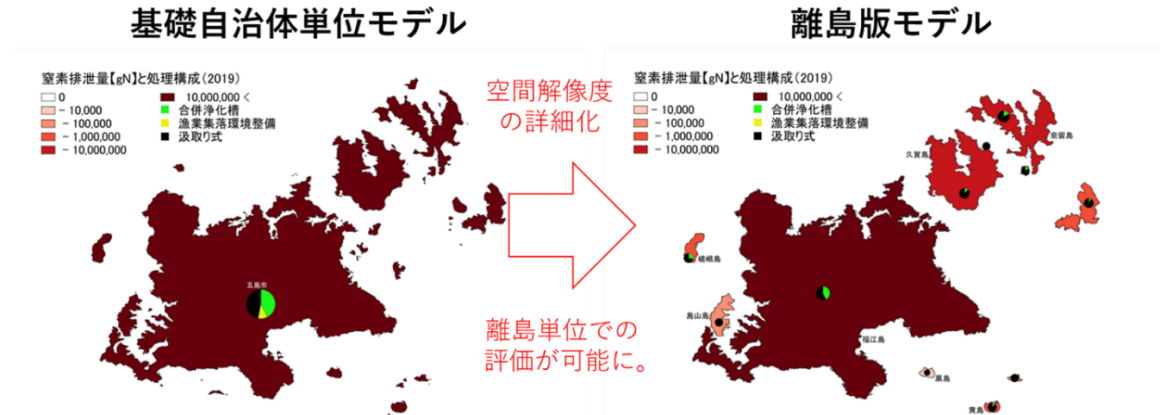 基礎自治体単位モデル
離島版モデル
窒素排泄量【gN】と処理構成(2019)
0
- 10,000
- 100,000
- 1,000,000
- 10,000,000
10,000,000 <
合併浄化槽
漁業集落環境整備
汲取り式
五島市
空間解像度
の詳細化
離島単位での
評価が可能に。
窒素排泄量【gN】と処理構成(2019)
0
- 10,000
- 100,000
- 1,000,000
- 10,000,000
10,000,000 <
合併浄化槽
漁業集落環境整備
汲取り式
奈留島
久賀島
嵯峨島
島山島
福江島
黒島
黄島